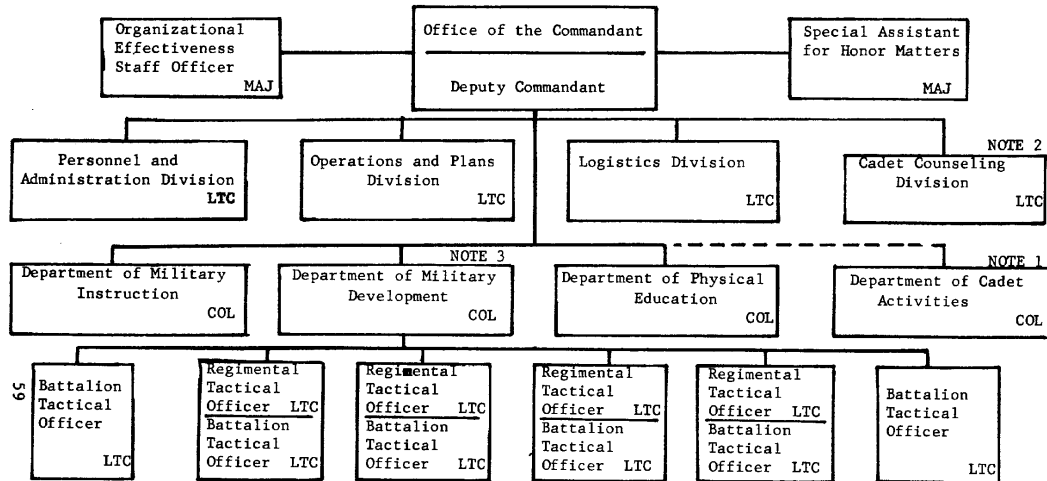 Organizational
Effectiveness
Staff Officer
MAJ
Office of the Commandant
Deputy Commandant
Special Assistant
for Honor Matters
MAJ
Personnel and
Administration Division
LTC
Operations and Plans
Division
LTC
Logistics Division
LTC
NOTE 2
Cadet Counseling
Division
LTC
Department of Military
Instruction
COL
NOTE 3
Department of Military
Development
COL
Department of Physical
Education
COL
NOTE 1
Department of Cadet
Activities
COL
59
Battalion
Tactical
Officer
LTC
Regimental
Tactical
Officer LTC
Battalion
Tactical
Officer LTC
Regimental
Tactical
Officer LTC
Battalion
Tactical
Officer LTC
Regimental
Tactical
Officer LTC
Battalion
Tactical
Officer LTC
Regimental
Tactical
Officer LTC
Battalion
Tactical
Officer LTC
Battalion
Tactical
Officer
LTC